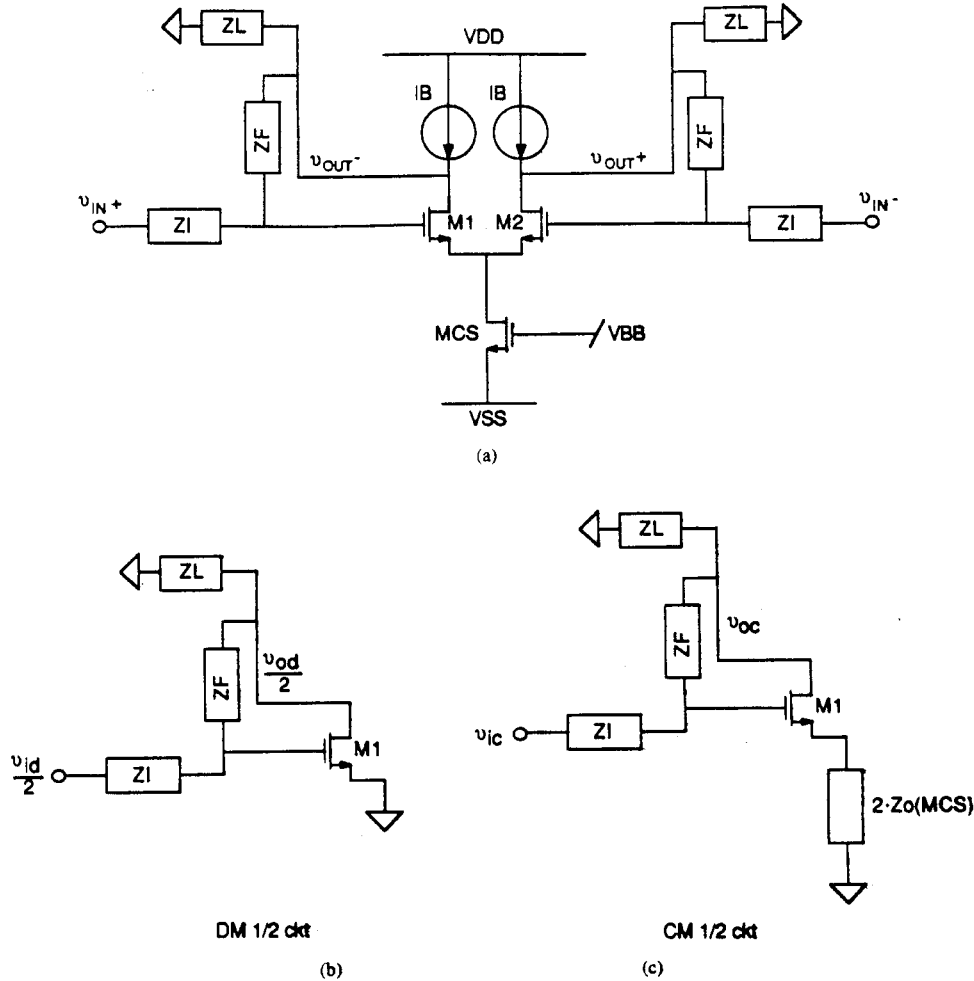 ZL
ZL
VDD
IB
IB
ZF
ZF
υOUT-
υOUT+
υIN+
ZI
M1
M2
ZI
υIN-
MCS
VBB
VSS
(a)
ZL
ZF
υod/2
υid/2
ZI
M1
DM 1/2 ckt
(b)
ZL
ZF
υoc
υic
ZI
M1
2·Zo(MCS)
CM 1/2 ckt
(c)